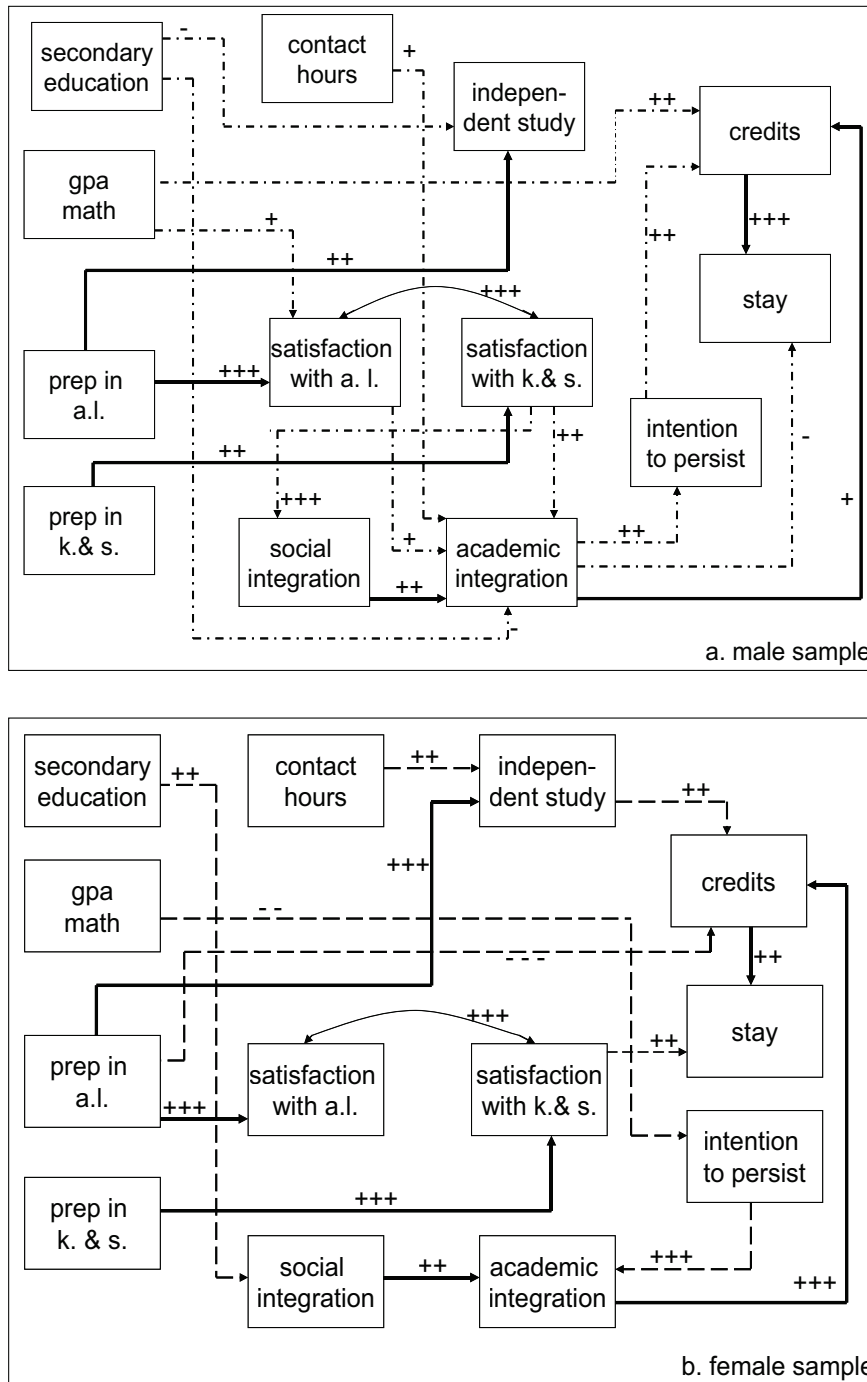 secondary
education
-
contact
hours
+
indepen-
dent study
++
credits
gpa
math
+
++
++
+++
stay
+++
satisfaction
with a. l.
satisfaction
with k.& s.
prep in
a.l.
+++
intention
to persist
-
++
++
+
prep in
k.& s.
+++
social
integration
++
+
academic
integration
++
-
a. male sample
secondary
education
++
contact
hours
++
indepen-
dent study
++
+++
credits
gpa
math
- -
- - -
++
stay
+++
++
prep in
a.l.
+++
satisfaction
with a.l.
satisfaction
with k.& s.
intention
to persist
prep in
k. & s.
+++
social
integration
++
academic
integration
+++
+++
b. female sample